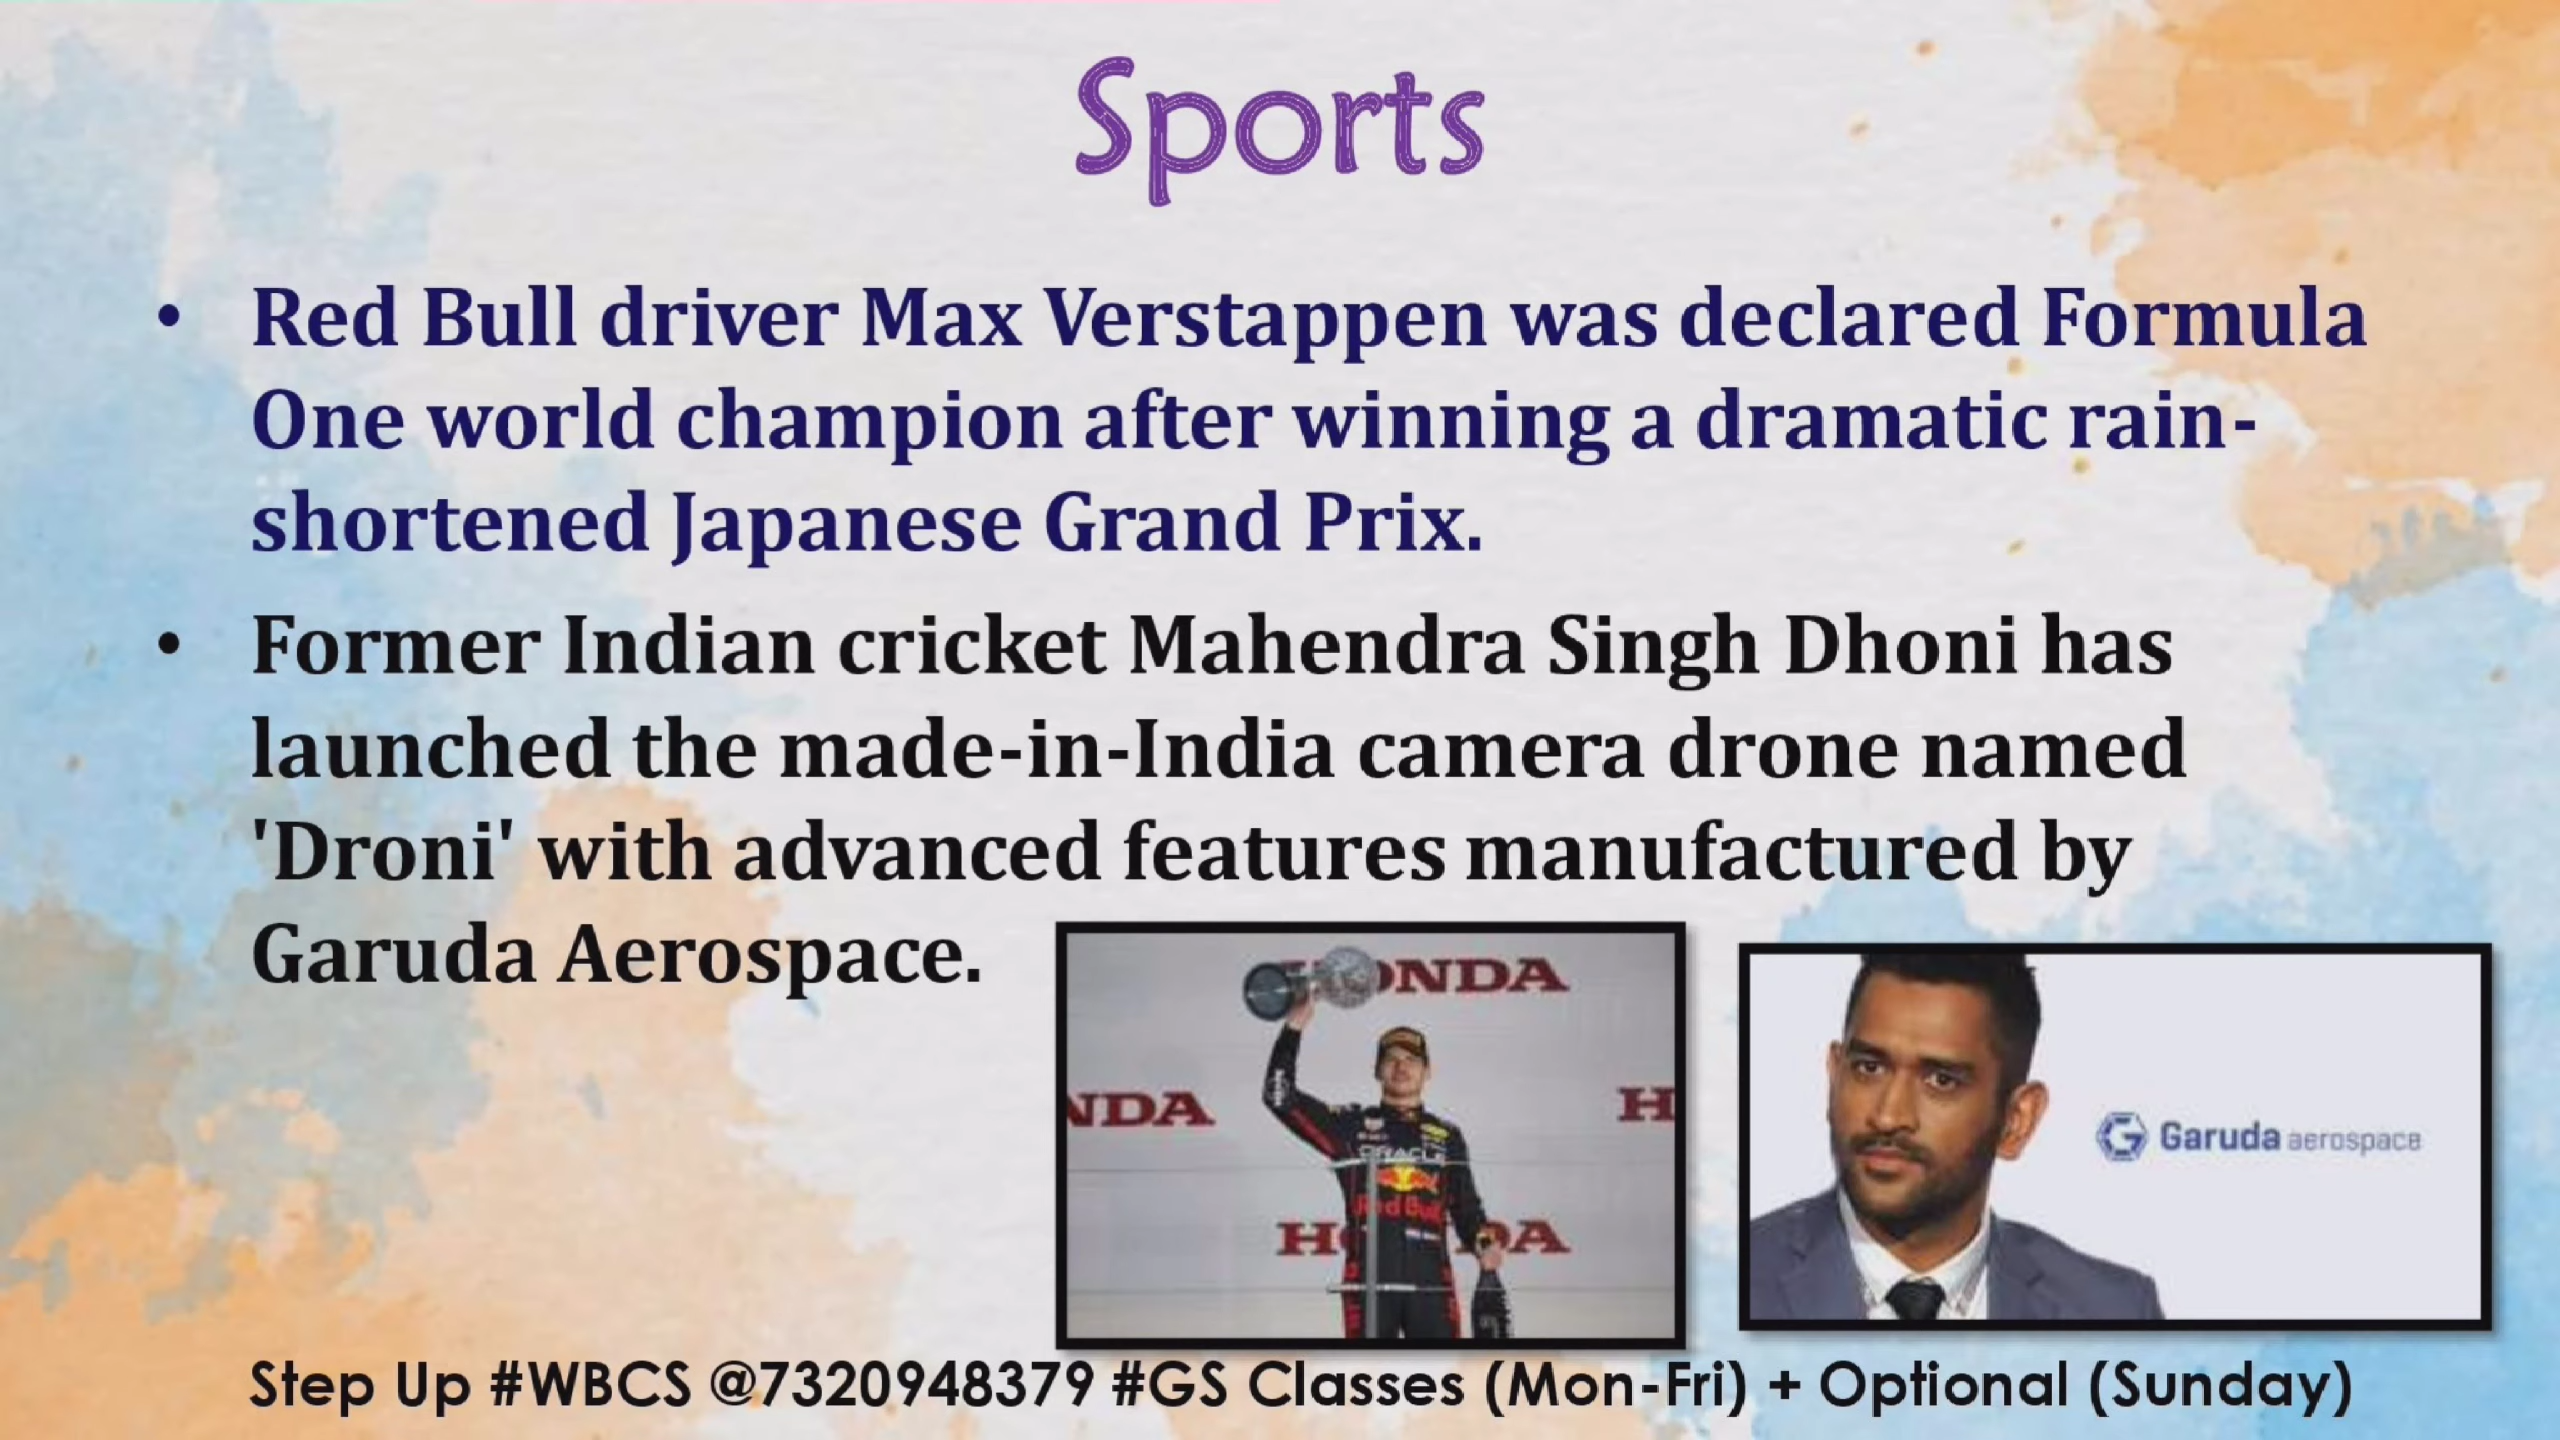 Sports
• Red Bull driver Max Verstappen was declared Formula
One world champion after winning a dramatic rain-
shortened Japanese Grand Prix.
• Former Indian cricket Mahendra Singh Dhoni has
launched the made-in-India camera drone named
'Droni' with advanced features manufactured by
Garuda Aerospace.
ONDA
NDA
H
ORACLE
Red Bull
H DA
Garuda aerospace
Step Up #WBCS @7320948379 #GS Classes (Mon-Fri) + Optional (Sunday)